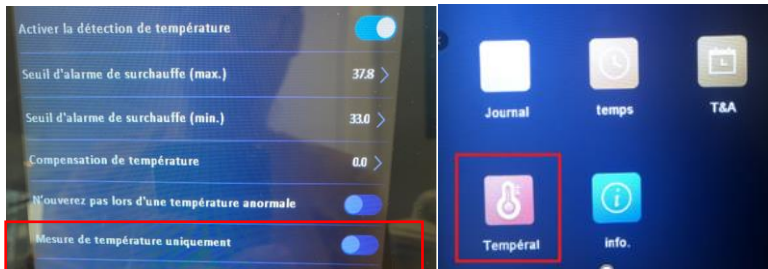 Activer la détection de température
Seuil d'alarme de surchauffe (max.) 37.8 >
Seuil d'alarme de surchauffe (min.) 33.0 >
Compensation de température 0.0 >
N'ouverez pas lors d'une température anormale
Mesure de température uniquement
Journal temps T&A
Tempéral info.